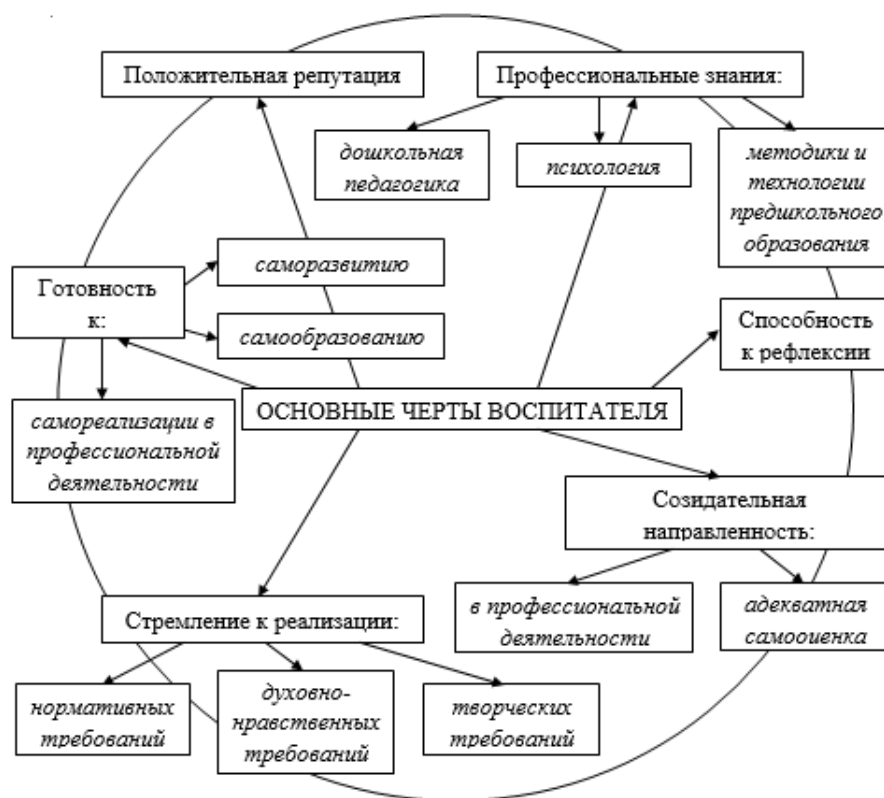 Положительная репутация
Профессиональные знания:
дошкольная
педагогика
психология
методики и
технологии
предшкольного
образования
саморазвитию
Готовность
к:
самообразованию
Способность
к рефлексии
ОСНОВНЫЕ ЧЕРТЫ ВОСПИТАТЕЛЯ
самореализации в
профессиональной
деятельности
Созидательная
направленность:
в профессиональной
деятельности
адекватная
самооценка
Стремление к реализации:
нормативных
требований
духовно-
нравственных
требований
творческих
требований